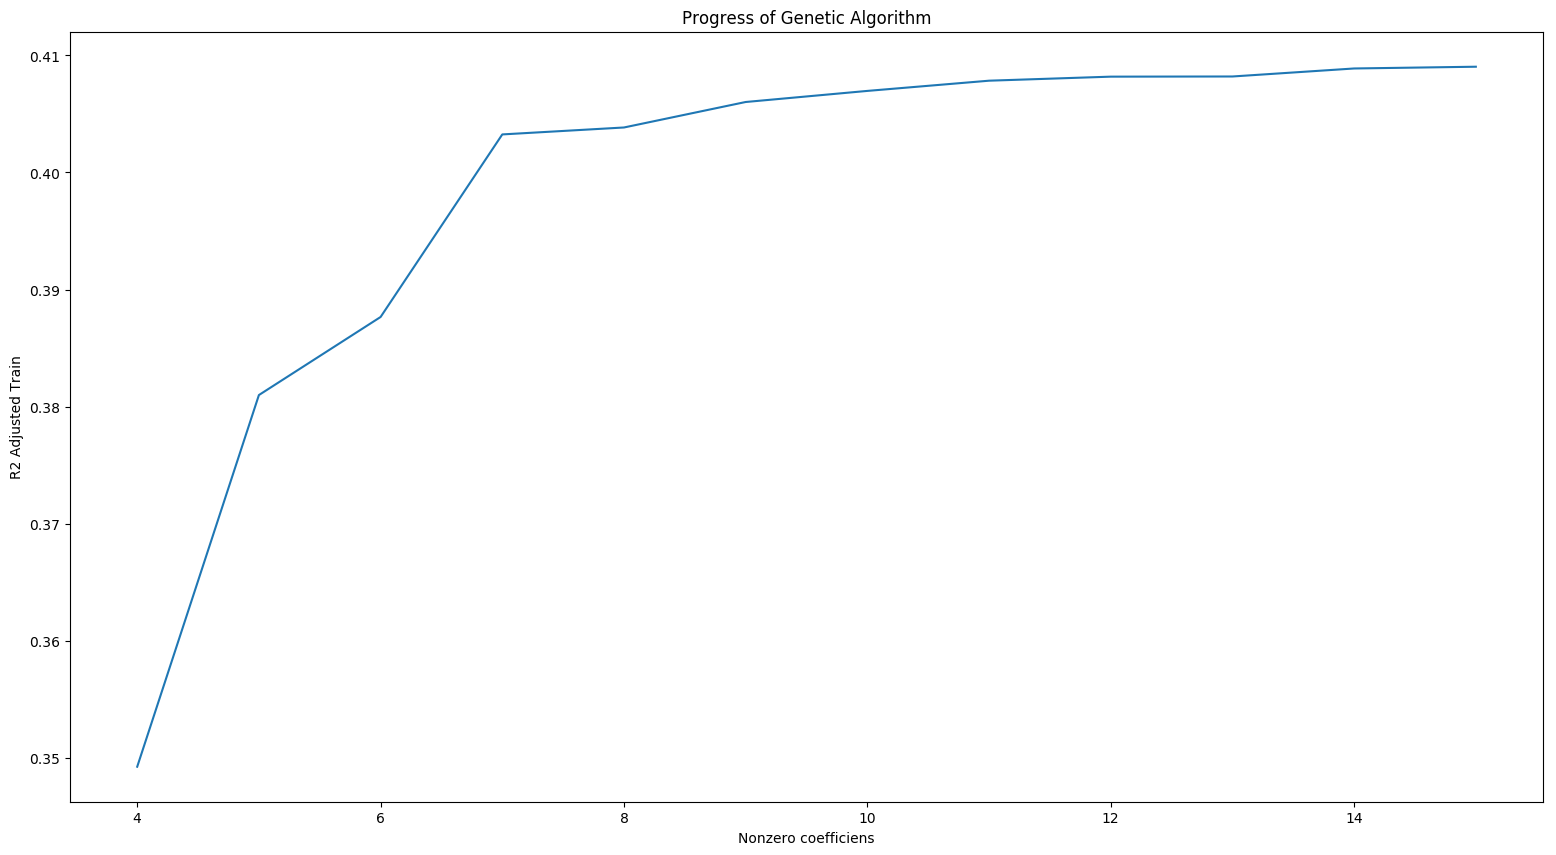 Progress of Genetic Algorithm
0.41
0.40
0.39
0.38
0.37
0.36
0.35
R2 Adjusted Train
4 6 8 10 12 14
Nonzero coefficiens